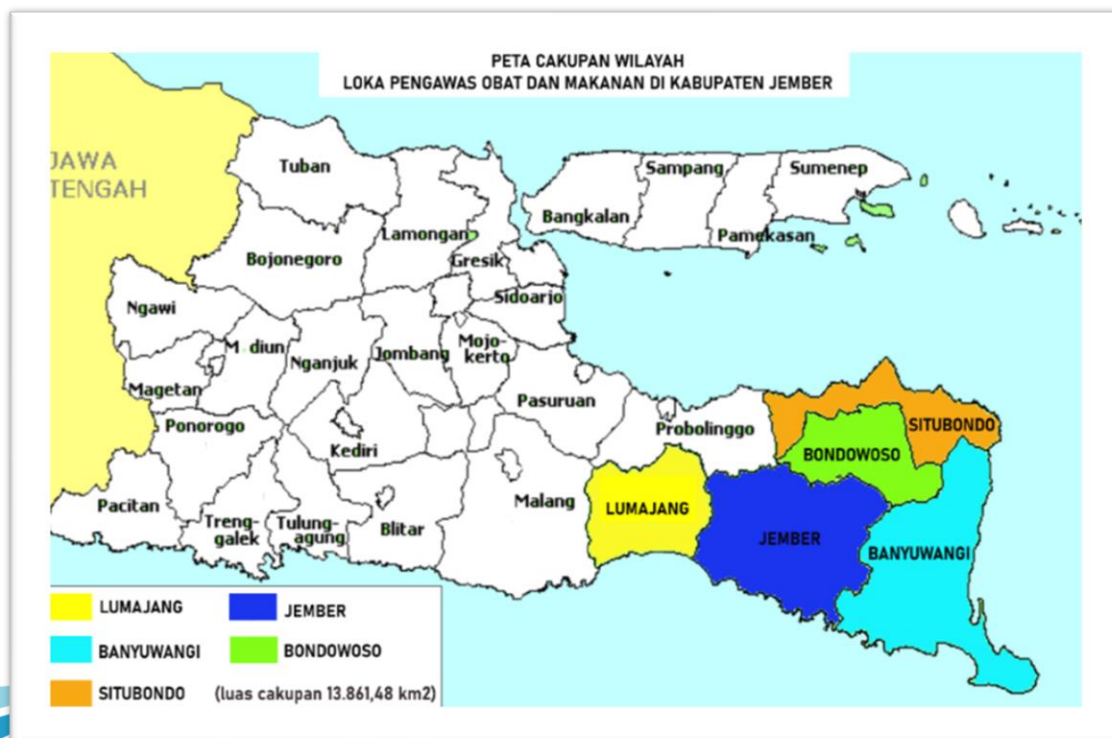 PETA CAKUPAN WILAYAH
LOKA PENGAWAS OBAT DAN MAKANAN DI KABUPATEN JEMBER
JAWA
TENGAH
Tuban
Sampang
Sumenep
Bangkalan
Lamongan
Pamekasan
Bojonegoro
Gresik
Ngawi
Sidoarjo
M diun
Nganjuk
Jombang
Mojo-
kerto
Magetan
Pasuruan
Ponorogo
Probolinggo
SITUBONDO
Kediri
BONDOWOSO
Pacitan
Malang
LUMAJANG
Treng-
galek
Tulung-
agung
Blitar
JEMBER
BANYUWANGI
LUMAJANG
JEMBER
BANYUWANGI
BONDOWOSO
SITUBONDO
(luas cakupan 13.861,48 km2)